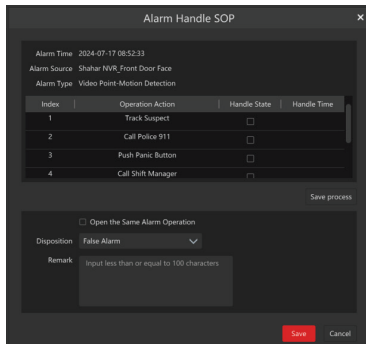 Alarm Handle SOP ×
Alarm Time 2024-07-17 08:52:33
Alarm Source Shahar NVR_Front Door Face
Alarm Type Video Point-Motion Detection
Index Operation Action Handle State Handle Time
1 Track Suspect
2 Call Police 911
3 Push Panic Button
4 Call Shift Manager
Save process
Open the Same Alarm Operation
Disposition False Alarm
Remark Input less than or equal to 100 characters
Save Cancel